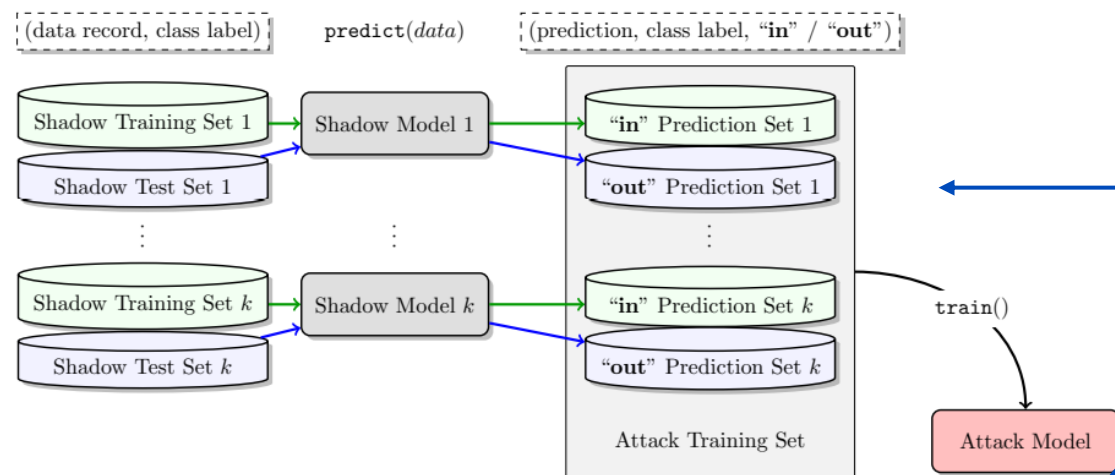 (data record, class label)
predict(data)
(prediction, class label, “in” / “out”)
Shadow Training Set 1
Shadow Model 1
“in” Prediction Set 1
Shadow Test Set 1
“out” Prediction Set 1
⋮ ⋮ ⋮
Shadow Training Set k
Shadow Model k
“in” Prediction Set k
train()
Shadow Test Set k
“out” Prediction Set k
Attack Training Set
Attack Model